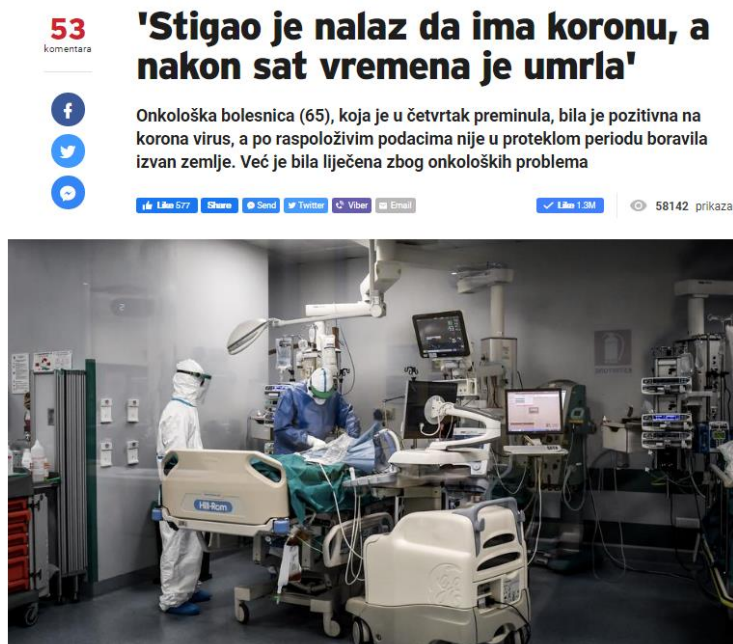 53
komentara
'Stigao je nalaz da ima koronu, a
nakon sat vremena je umrla'
Onkološka bolesnica (65), koja je u četvrtak preminula, bila je pozitivna na
korona virus, a po raspoloživim podacima nije u proteklom periodu boravila
izvan zemlje. Već je bila liječena zbog onkoloških problema
Like 577 Share Send Twitter Viber Email Like 1.3M 58142 prikaza
Hill-Rom